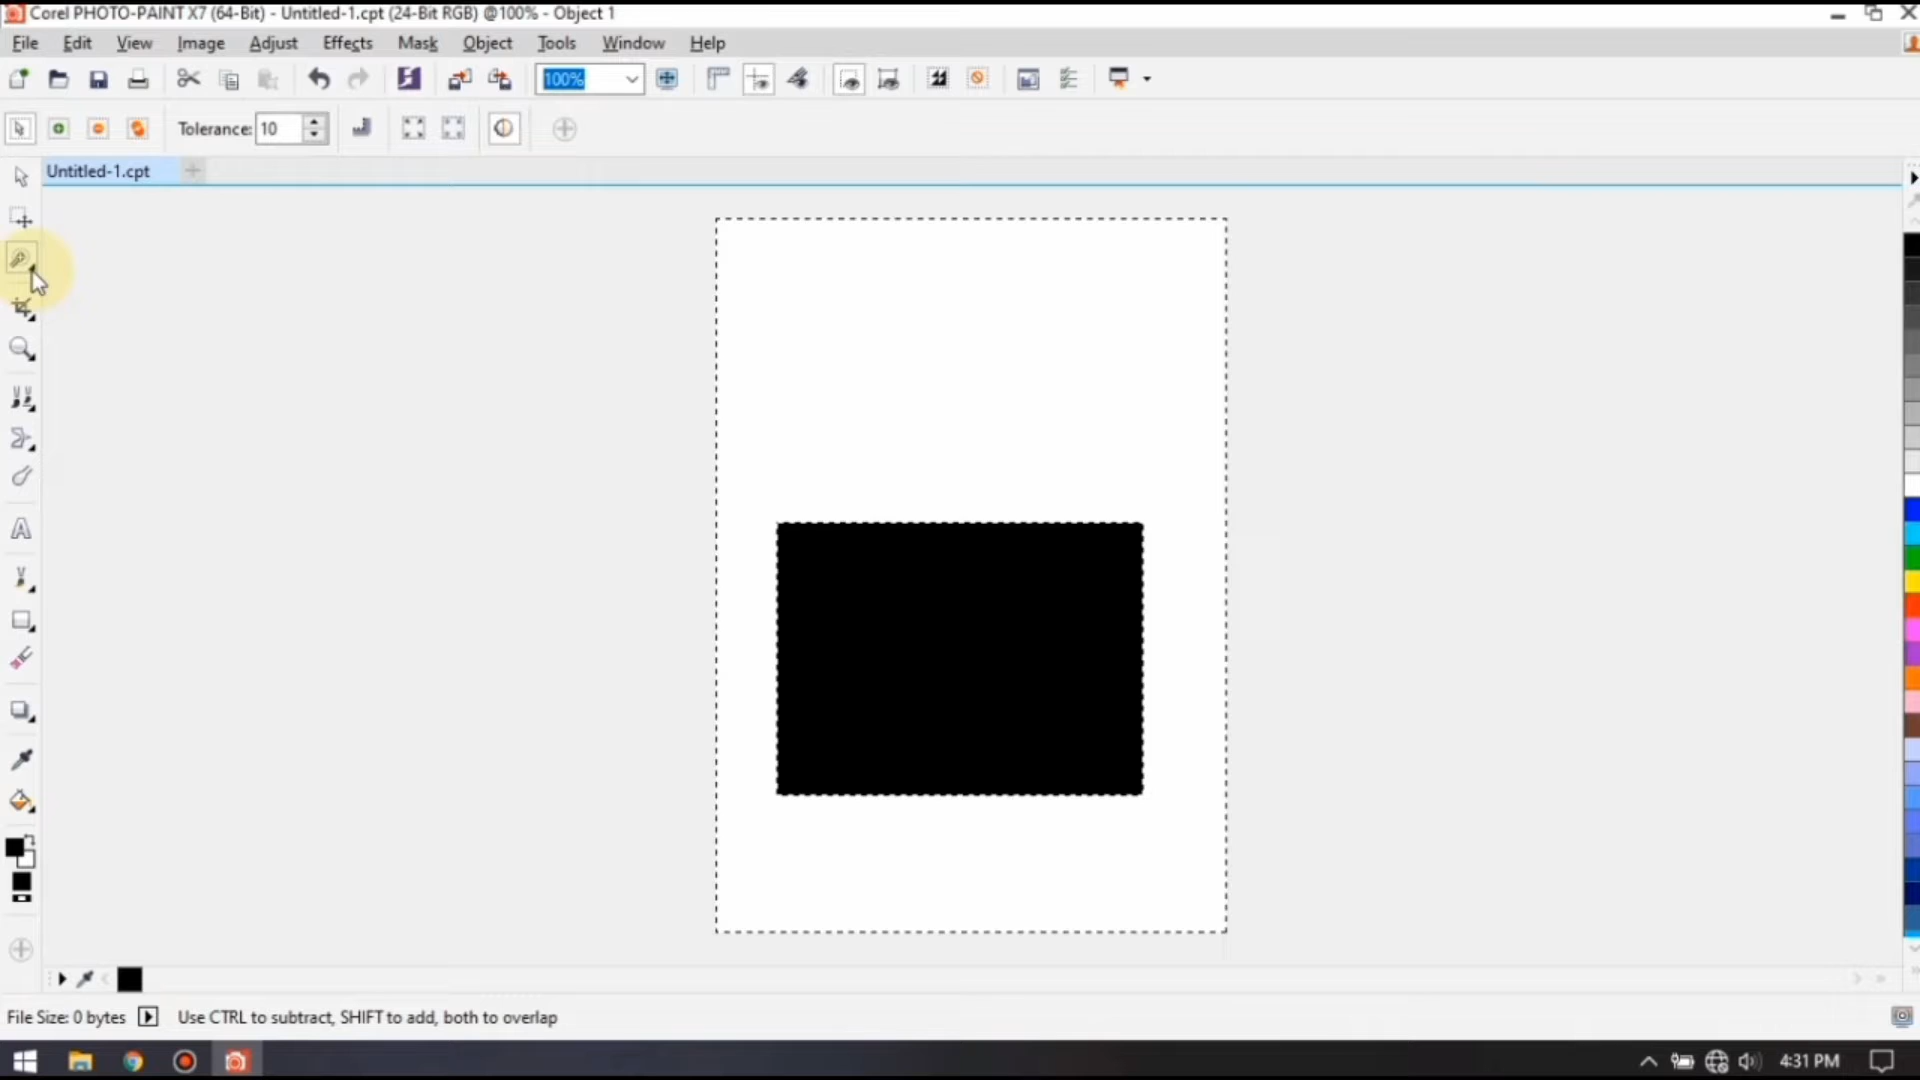 Corel PHOTO-PAINT X7 (64-Bit) - Untitled-1.cpt (24-Bit RGB) @100% - Object 1
File Edit View Image Adjust Effects Mask Object Tools Window Help
100%
Tolerance: 10
Untitled-1.cpt
File Size: 0 bytes Use CTRL to subtract, SHIFT to add, both to overlap
4:31 PM